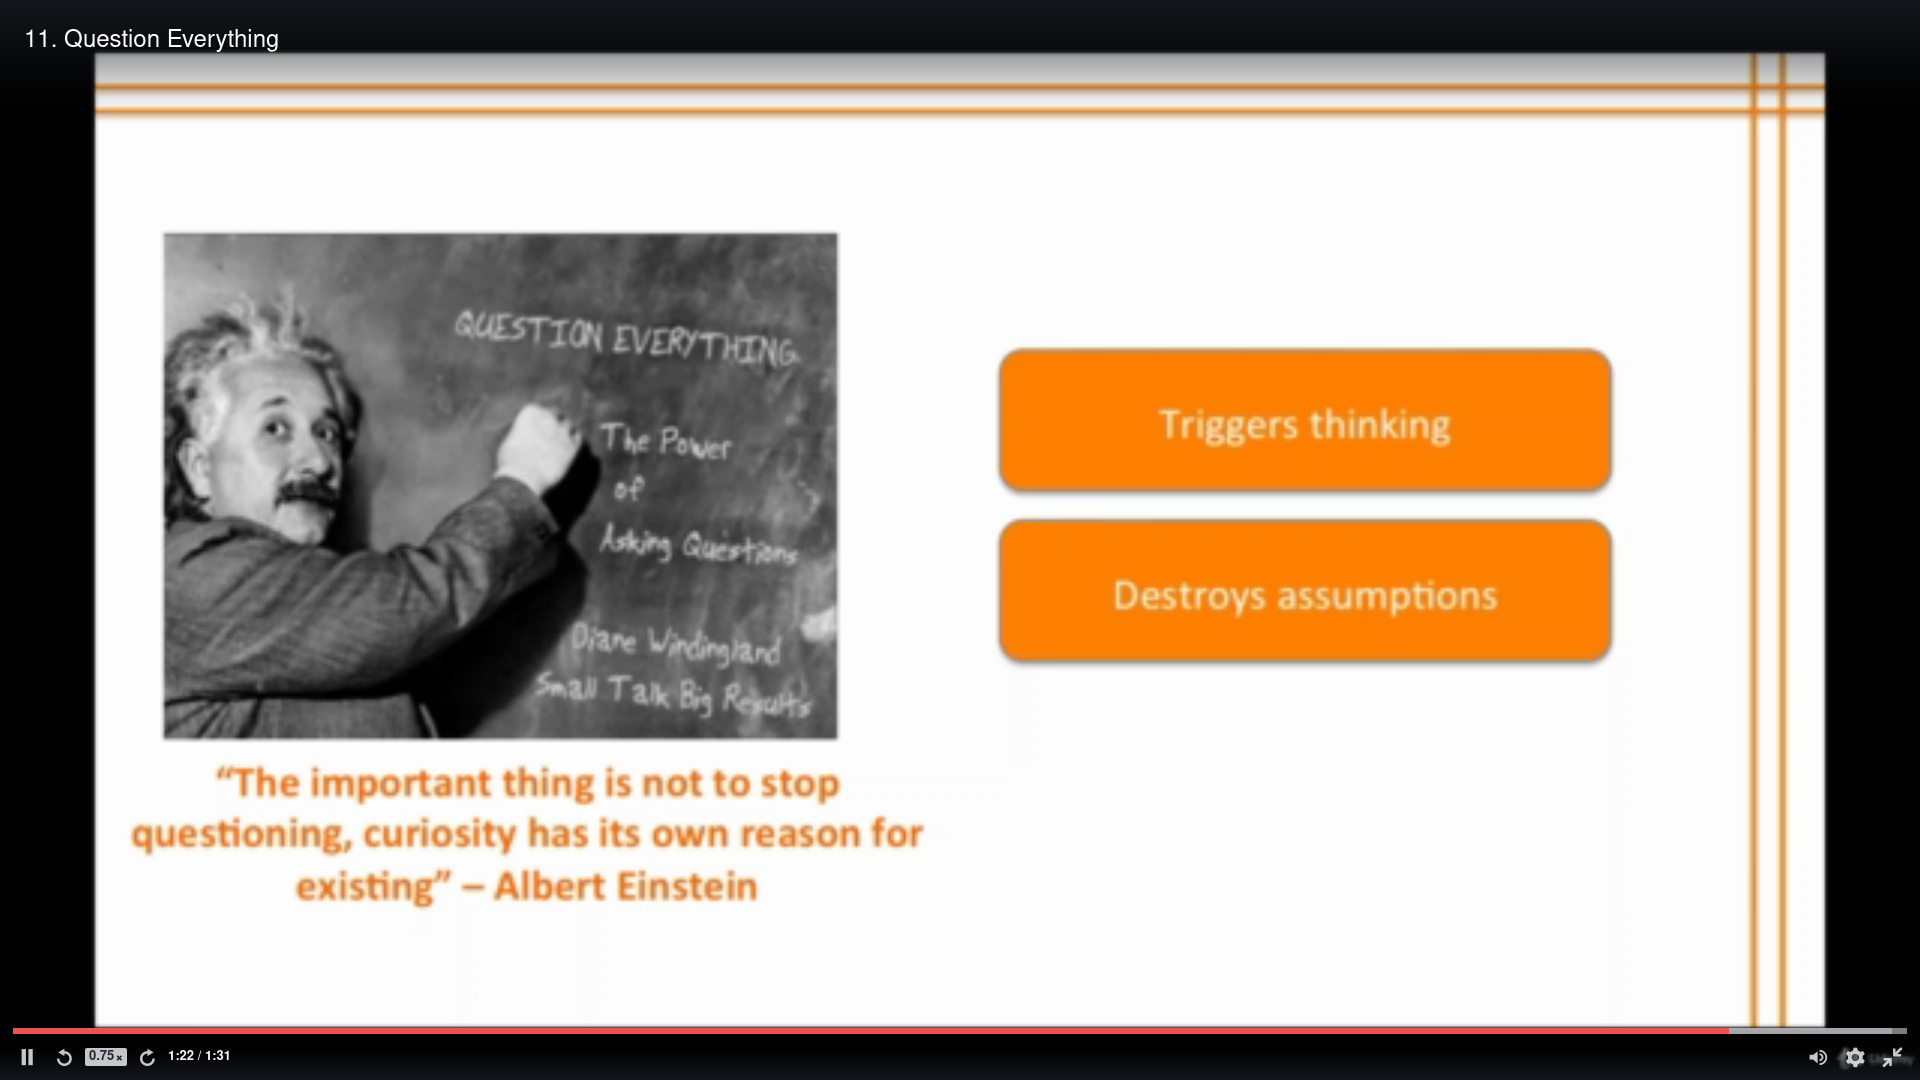 11. Question Everything
QUESTION EVERYTHING
The Power
of
Asking Questions
Diane Windingland
Small Talk Big Results
“The important thing is not to stop
questioning, curiosity has its own reason for
existing” – Albert Einstein
Triggers thinking
Destroys assumptions
0.75x
1:22 / 1:31